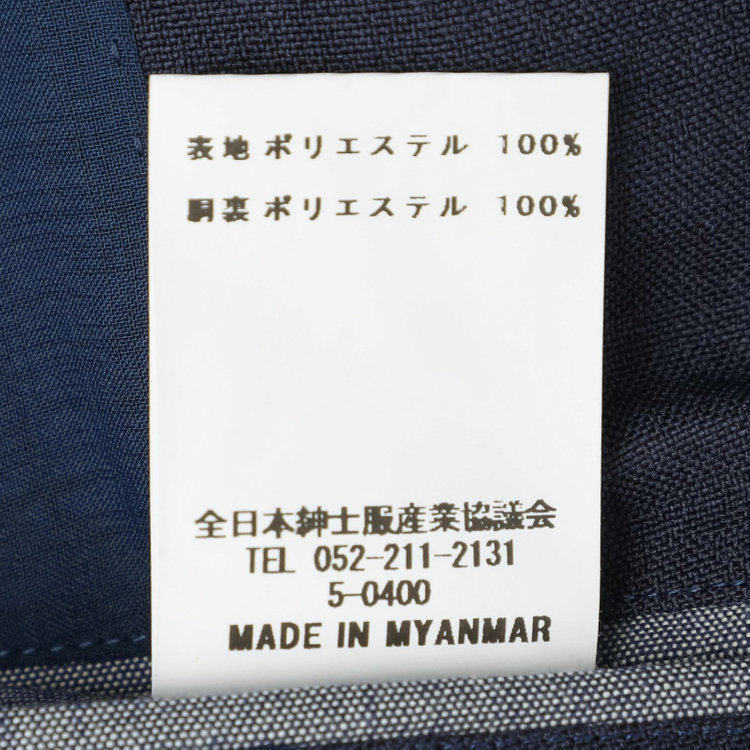 表地 ポリエステル 100%
胴裏 ポリエステル 100%
全日本紳士服産業協議会
TEL 052-211-2131
5-0400
MADE IN MYANMAR